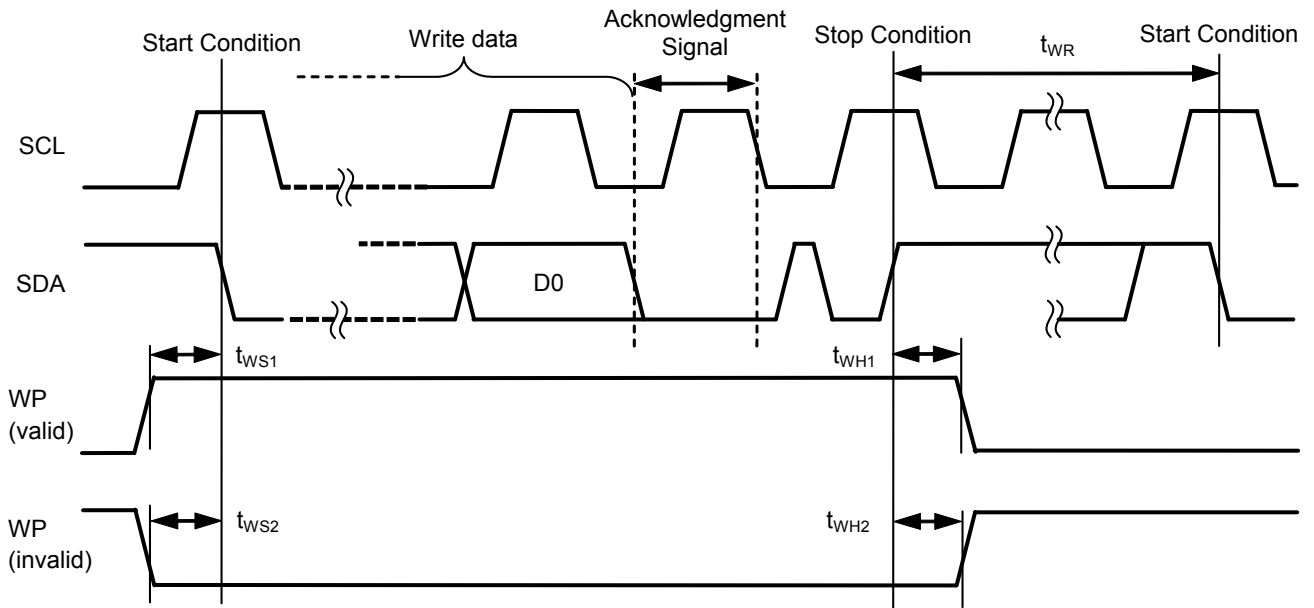 Start Condition
Write data
Acknowledgment
Signal
Stop Condition
tWR
Start Condition
SCL
SDA
D0
tWS1
tWH1
WP
(valid)
tWS2
tWH2
WP
(invalid)